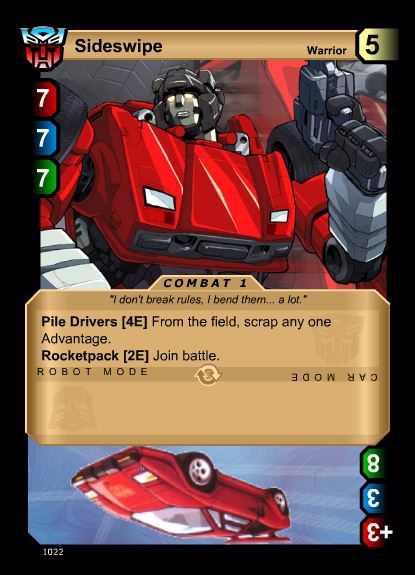 Sideswipe
Warrior
5
7
7
7
COMBAT 1
"I don't break rules, I bend them... a lot."
Pile Drivers [4E] From the field, scrap any one
Advantage.
Rocketpack [2E] Join battle.
ROBOT MODE
CAR MODE
8
3
+3
1022